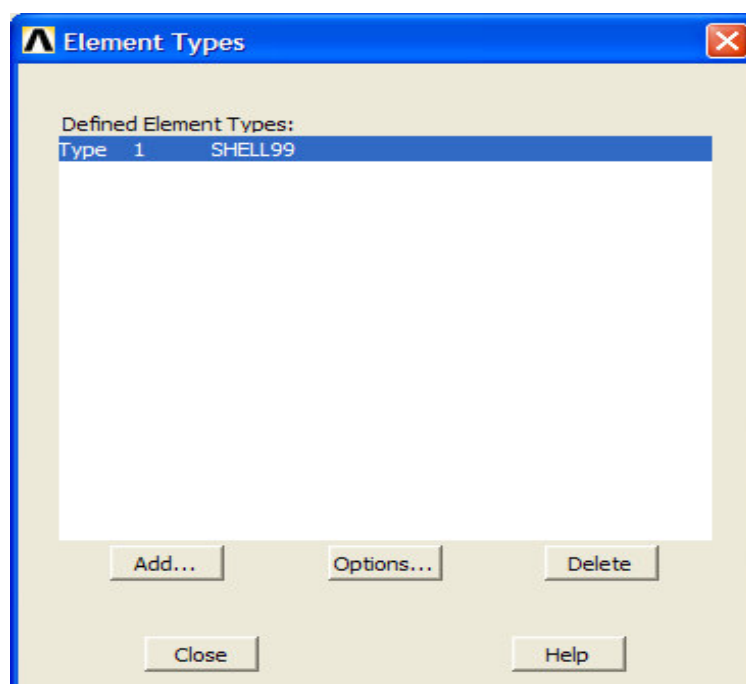 Element Types
Defined Element Types:
Type 1 SHELL99
Add... Options... Delete
Close Help